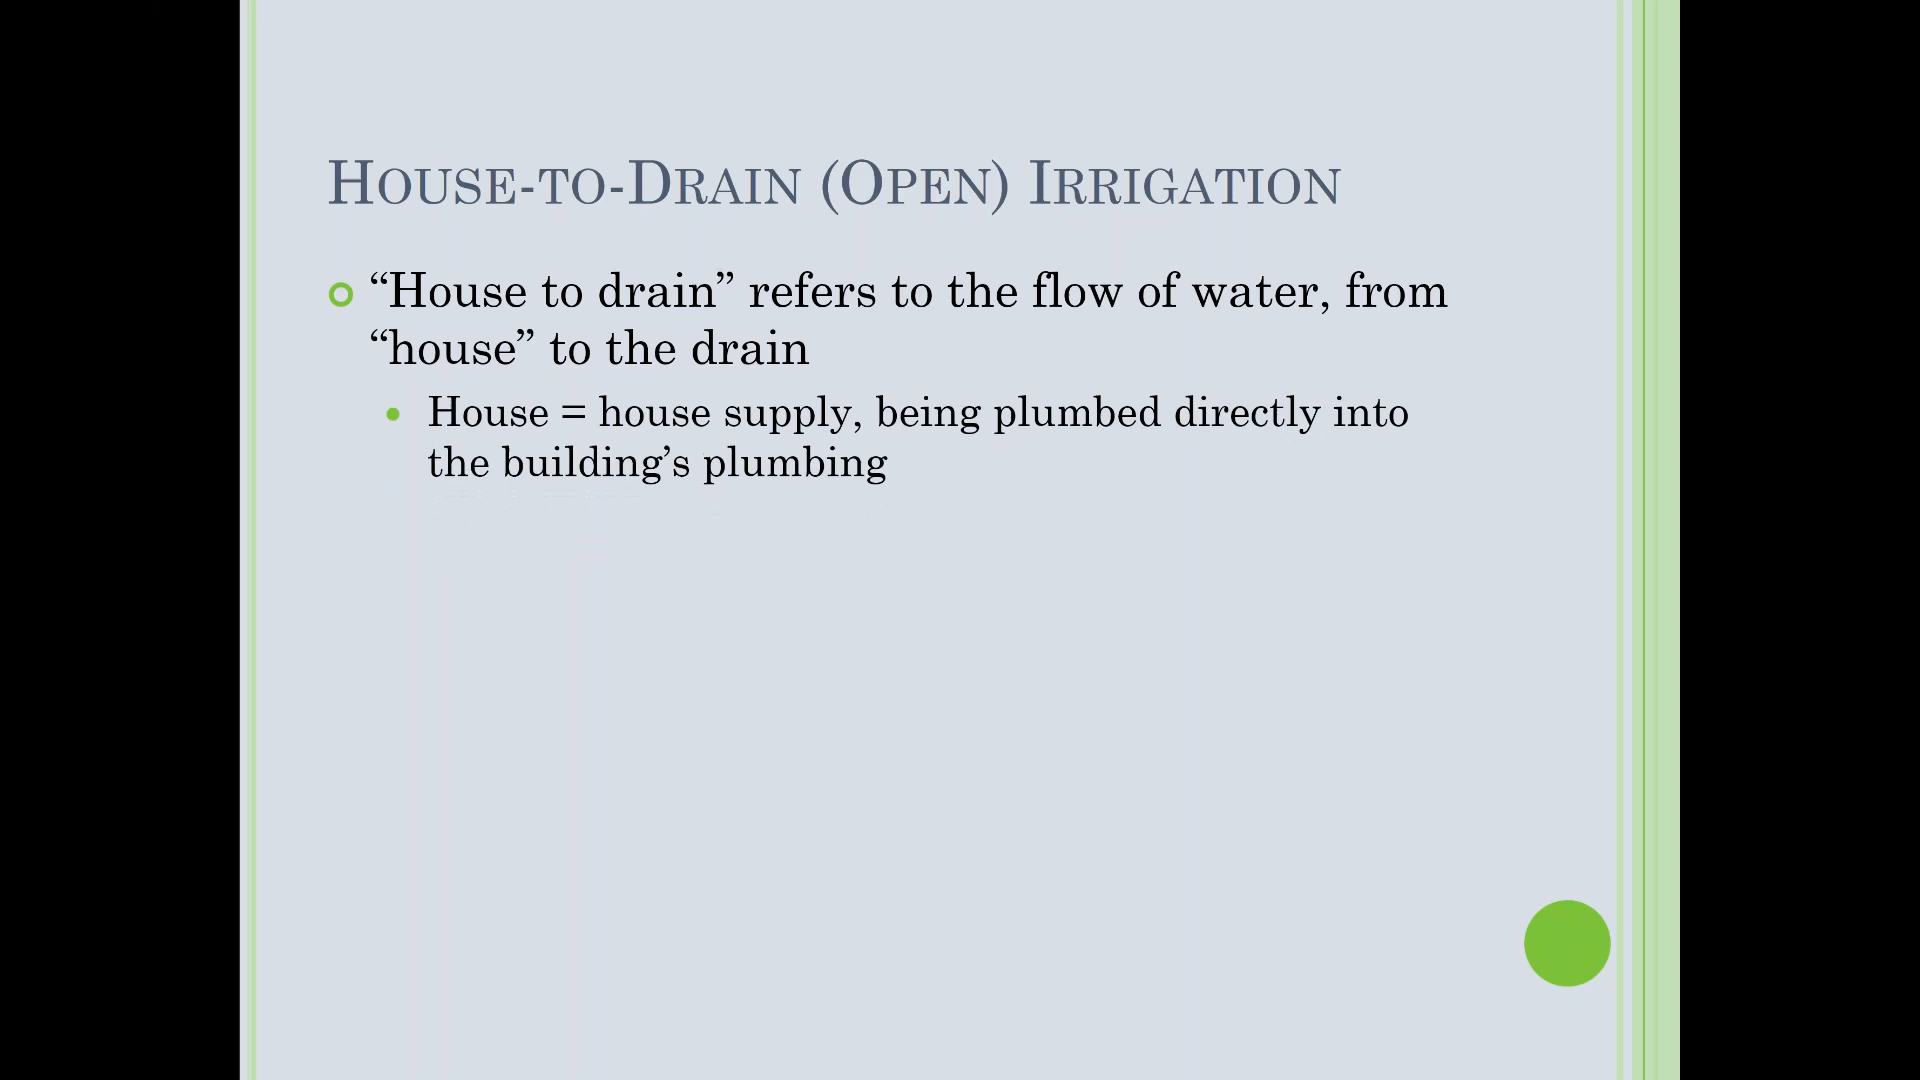 House-to-Drain (Open) Irrigation
“House to drain” refers to the flow of water, from
“house” to the drain
House = house supply, being plumbed directly into
the building’s plumbing